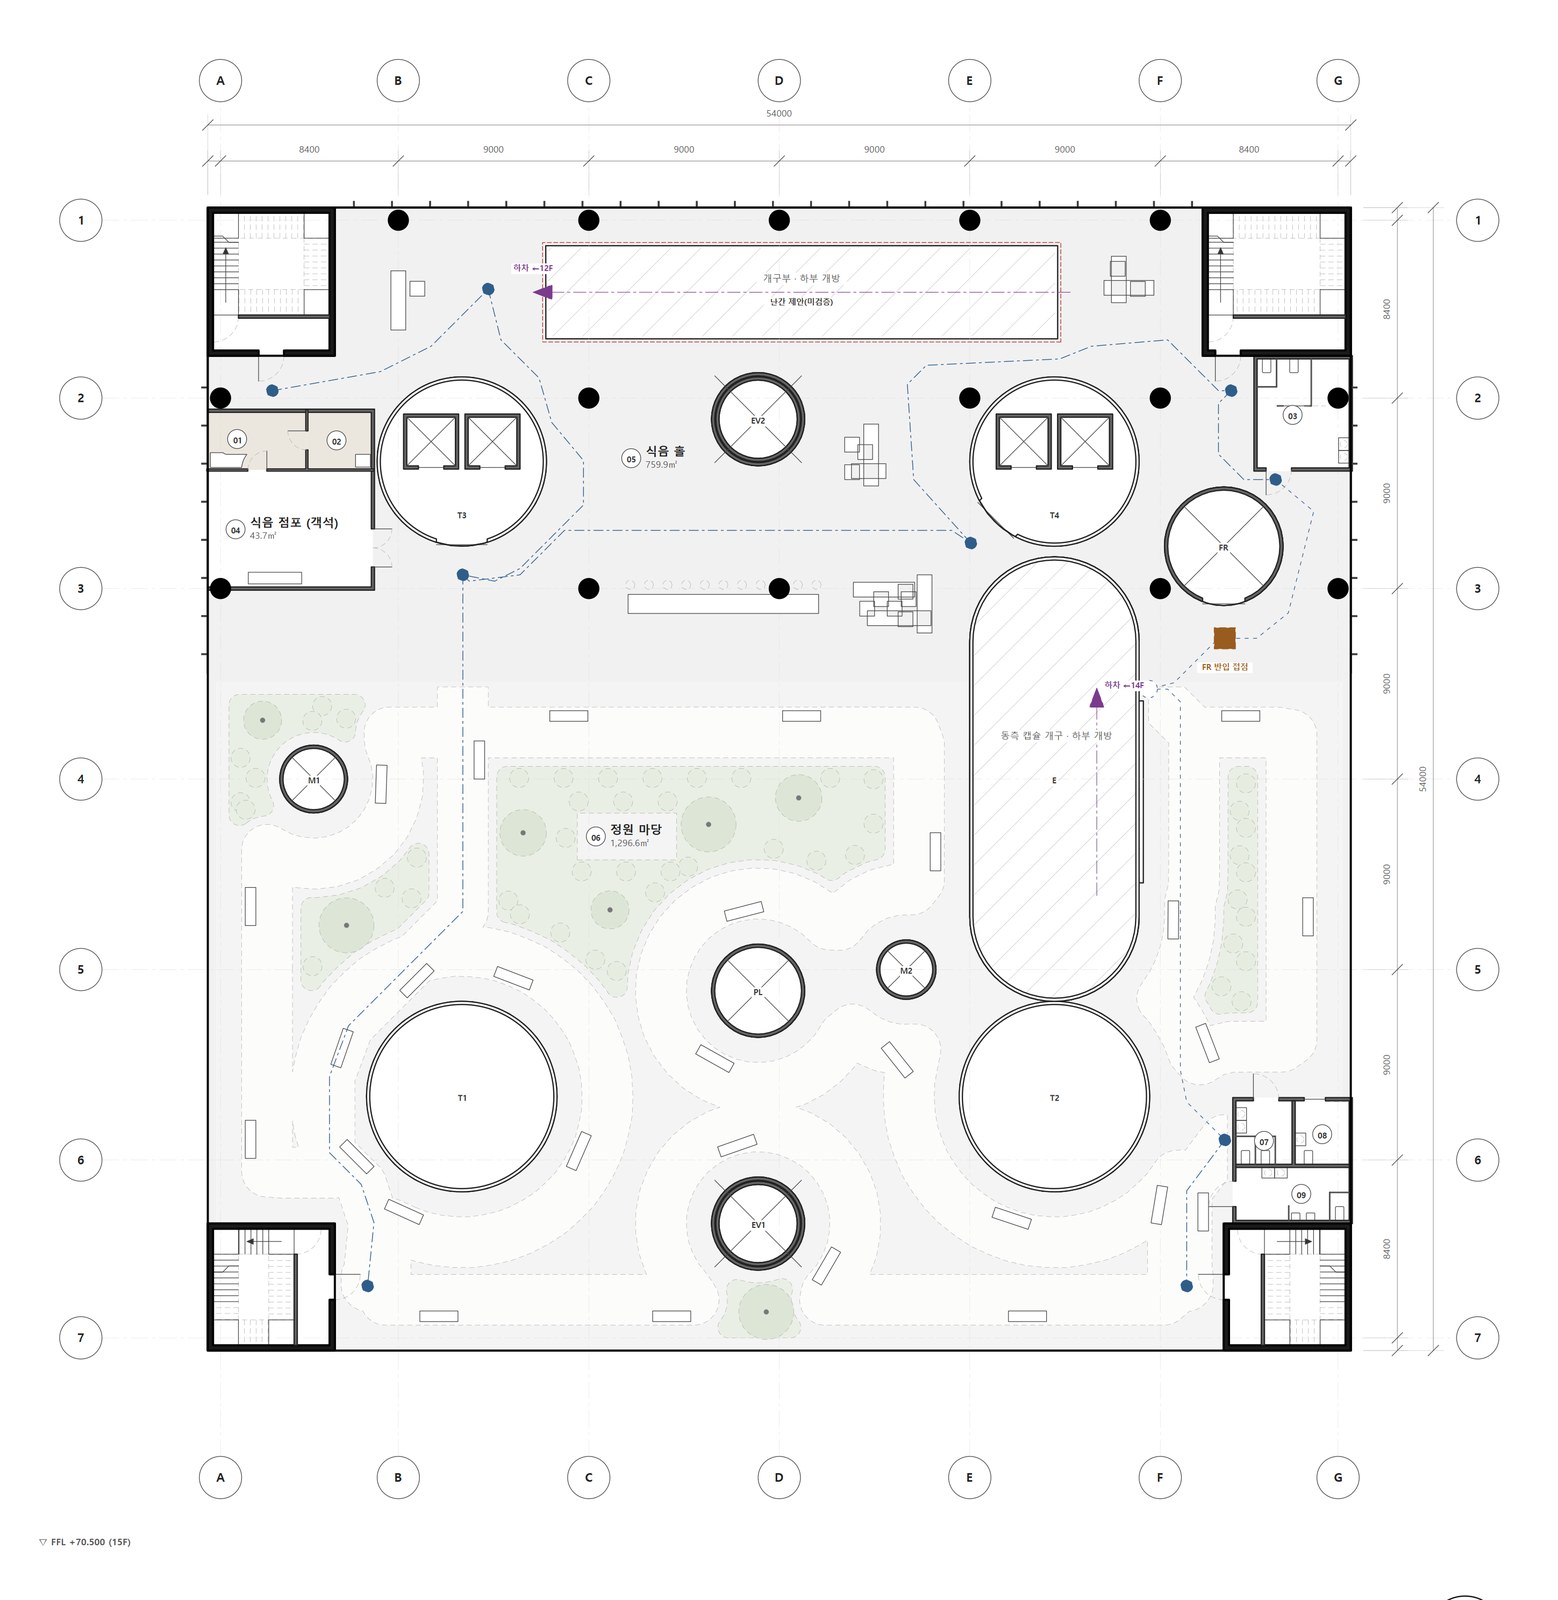 A B C D E F G
54000
8400 9000 9000 9000 9000 8400
1 1
하차 ←12F
개구부 · 하부 개방
난간 제안(미검증)
8400
2 2
EV2
03
01 02
05 식음 홀
759.9㎡
9000
T3 T4
04 식음 점포 (객석)
43.7㎡
FR
3 3
FR 반입 접점
하차 ←14F
9000
동측 캡슐 개구 · 하부 개방
4 M1 E 54000 4
06 정원 마당
1,296.6㎡
9000
5 PL M2 5
9000
T1 T2
07 08
6 6
09
EV1
8400
7 7
A B C D E F G
▽ FFL +70.500 (15F)